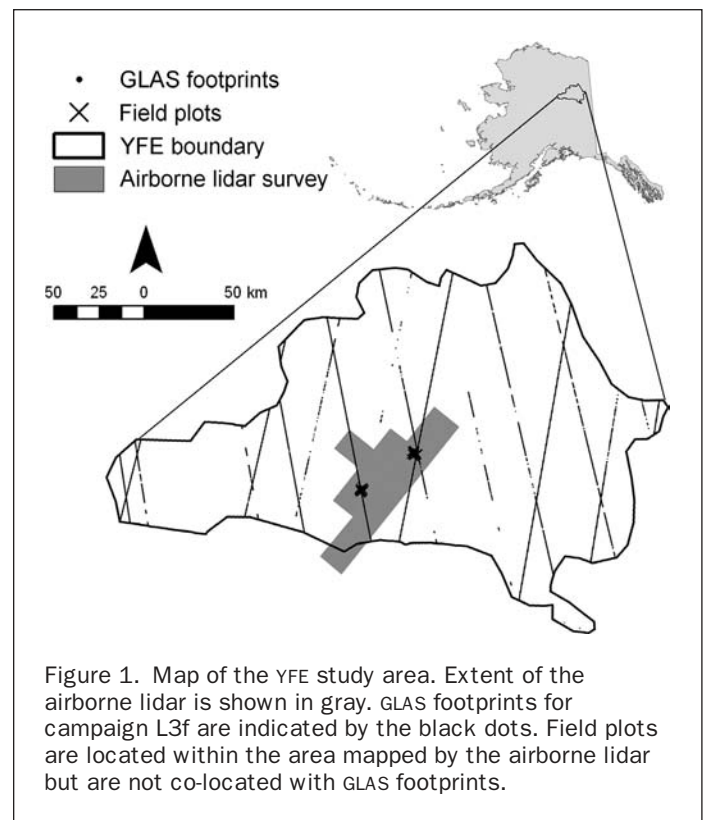 GLAS footprints
Field plots
YFE boundary
Airborne lidar survey
50 25 0 50 km
Figure 1. Map of the YFE study area. Extent of the
airborne lidar is shown in gray. GLAS footprints for
campaign L3f are indicated by the black dots. Field plots
are located within the area mapped by the airborne lidar
but are not co-located with GLAS footprints.